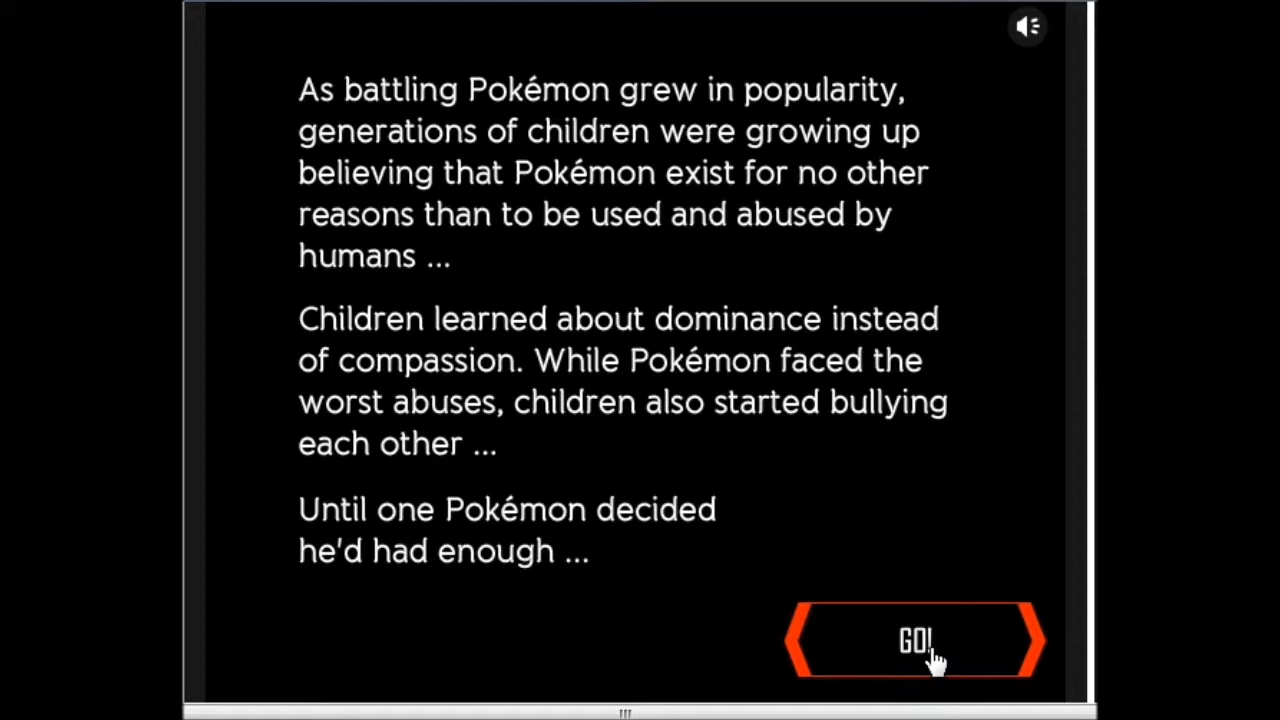 As battling Pokémon grew in popularity,
generations of children were growing up
believing that Pokémon exist for no other
reasons than to be used and abused by
humans ...
Children learned about dominance instead
of compassion. While Pokémon faced the
worst abuses, children also started bullying
each other ...
Until one Pokémon decided
he'd had enough ...
GO!